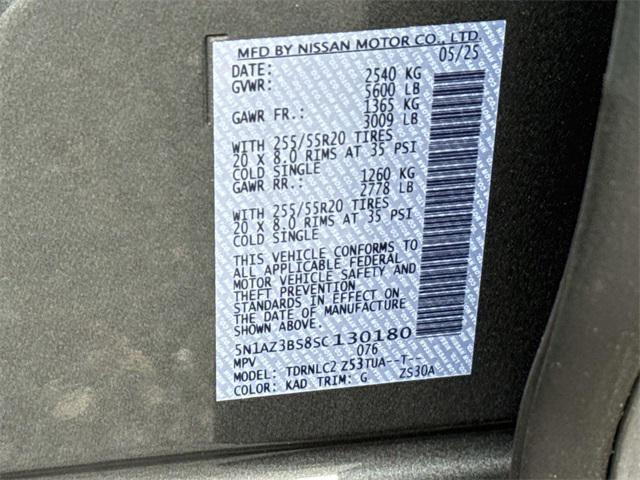 MFD BY NISSAN MOTOR CO., LTD.
DATE: 05/25
GVWR: 2540 KG
5600 LB
GAWR FR.: 1365 KG
3009 LB
WITH 255/55R20 TIRES
20 X 8.0 RIMS AT 35 PSI
COLD SINGLE
GAWR RR.: 1260 KG
2778 LB
WITH 255/55R20 TIRES
20 X 8.0 RIMS AT 35 PSI
COLD SINGLE
THIS VEHICLE CONFORMS TO
ALL APPLICABLE FEDERAL
MOTOR VEHICLE SAFETY AND
THEFT PREVENTION
STANDARDS IN EFFECT ON
THE DATE OF MANUFACTURE
SHOWN ABOVE.
5N1AZ3BS8SC130180
MPV 076
MODEL: TDRNLC2 Z53TUA--T--
COLOR: KAD TRIM: G ZS30A